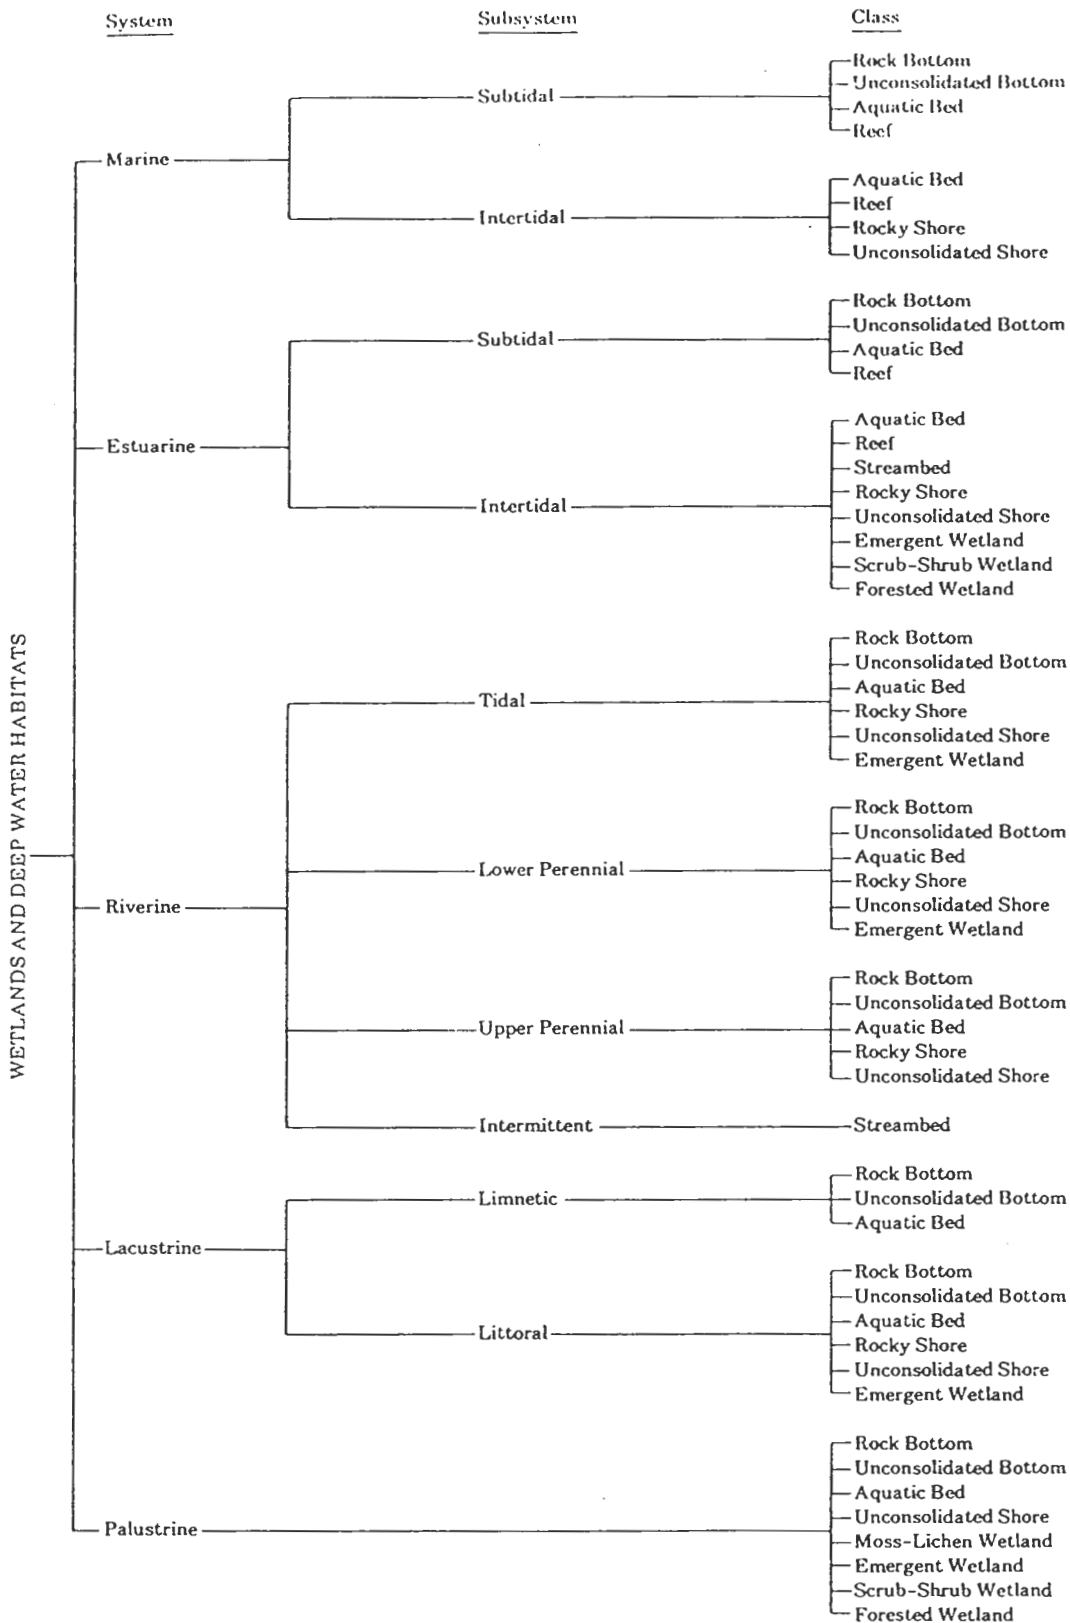 System Subsystem Class
Rock Bottom
Unconsolidated Bottom
Subtidal
Aquatic Bed
Reef
Marine
Aquatic Bed
Reef
Intertidal
Rocky Shore
Unconsolidated Shore
Rock Bottom
Unconsolidated Bottom
Subtidal
Aquatic Bed
Reef
Estuarine
Aquatic Bed
Reef
Streambed
Rocky Shore
Intertidal
Unconsolidated Shore
Emergent Wetland
Scrub-Shrub Wetland
Forested Wetland
WETLANDS AND DEEP WATER HABITATS
Rock Bottom
Unconsolidated Bottom
Aquatic Bed
Tidal
Rocky Shore
Unconsolidated Shore
Emergent Wetland
Rock Bottom
Unconsolidated Bottom
Aquatic Bed
Lower Perennial
Rocky Shore
Unconsolidated Shore
Emergent Wetland
Riverine
Rock Bottom
Unconsolidated Bottom
Upper Perennial
Aquatic Bed
Rocky Shore
Unconsolidated Shore
Intermittent
Streambed
Rock Bottom
Limnetic
Unconsolidated Bottom
Aquatic Bed
Lacustrine
Rock Bottom
Unconsolidated Bottom
Aquatic Bed
Littoral
Rocky Shore
Unconsolidated Shore
Emergent Wetland
Rock Bottom
Unconsolidated Bottom
Aquatic Bed
Unconsolidated Shore
Palustrine
Moss-Lichen Wetland
Emergent Wetland
Scrub-Shrub Wetland
Forested Wetland